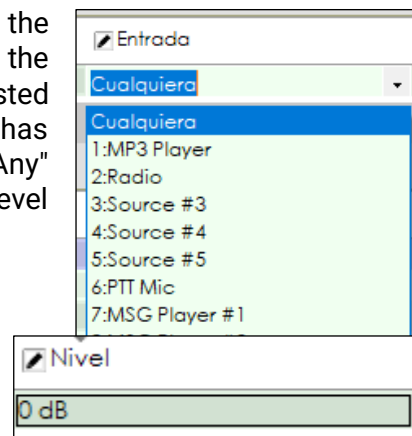 the
the
sted
has
Any"
evel
Entrada
Cualquiera
Cualquiera
1:MP3 Player
2:Radio
3:Source #3
4:Source #4
5:Source #5
6:PTT Mic
7:MSG Player #1
Nivel
0 dB